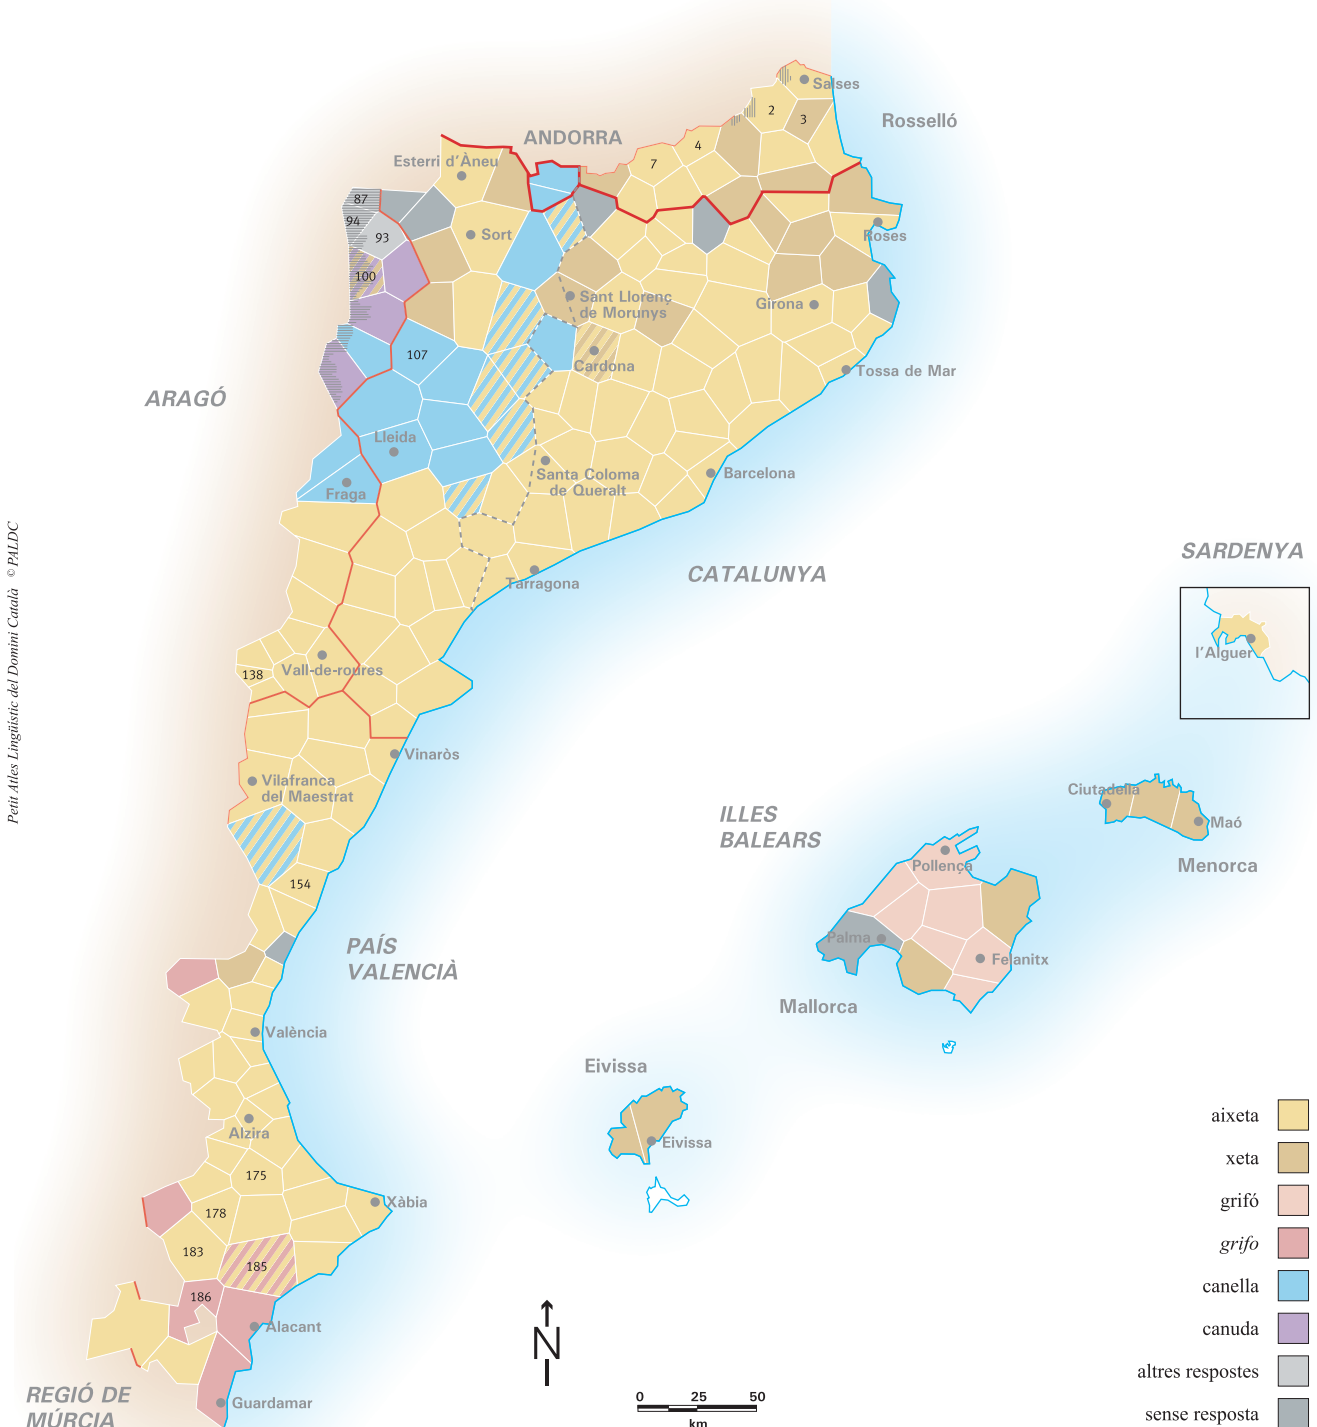 Salses
2
3
Rosselló
ANDORRA
4
7
Esterri d'Àneu
87
94
93
Sort
Roses
100
Sant Llorenç
de Morunys
Girona
107
Cardona
Tossa de Mar
ARAGÓ
Lleida
Santa Coloma
de Queralt
Barcelona
Fraga
Petit Atles Lingüístic del Domini Català © PALDC
SARDENYA
CATALUNYA
Tarragona
l'Alguer
138
Vall-de-roures
Vinaròs
Vilafranca
del Maestrat
ILLES
BALEARS
Ciutadella
Maó
Menorca
Pollença
154
PAÍS
VALENCIÀ
Palma
Felanitx
Mallorca
València
Eivissa
Alzira
Eivissa
175
Xàbia
178
183
185
186
Alacant
Guardamar
REGIÓ DE
MÚRCIA
N
0 25 50
km
aixeta
xeta
grifó
grifo
canella
canuda
altres respostes
sense resposta